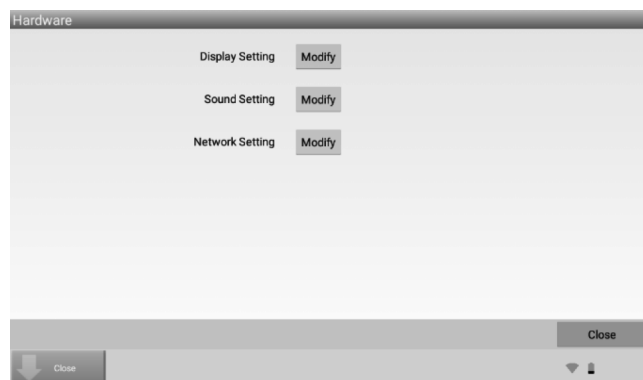 Hardware
Display Setting Modify
Sound Setting Modify
Network Setting Modify
Close
Close